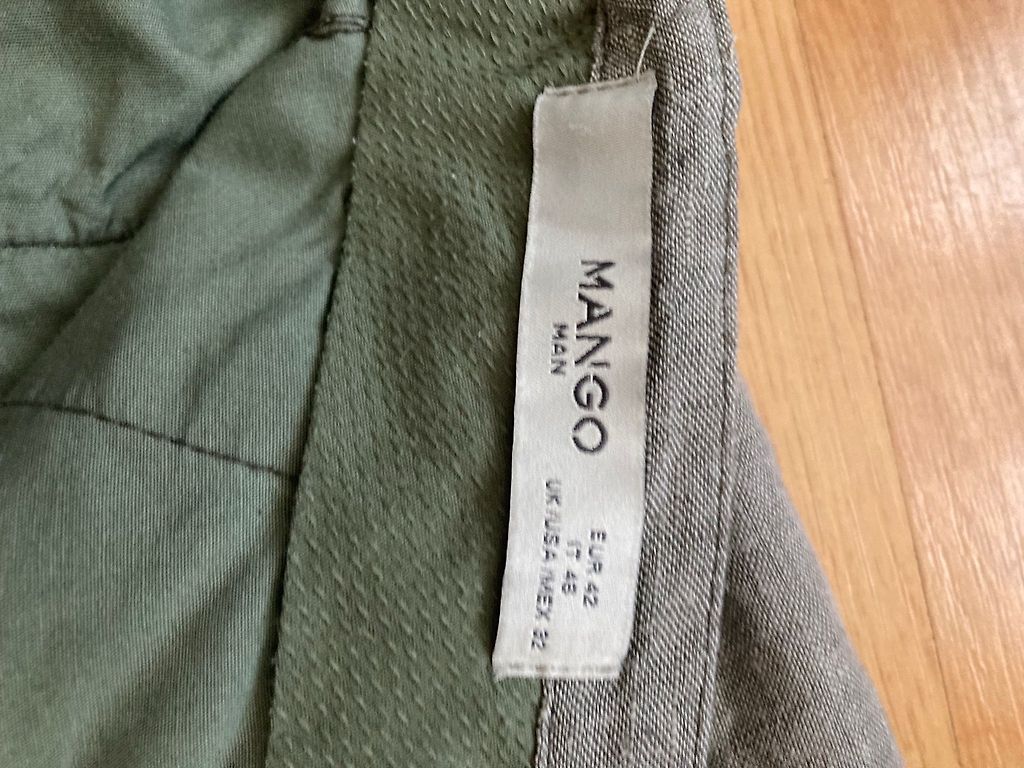 MANGO
MAN
EUR 42
IT 48
UK/USA/MEX 32